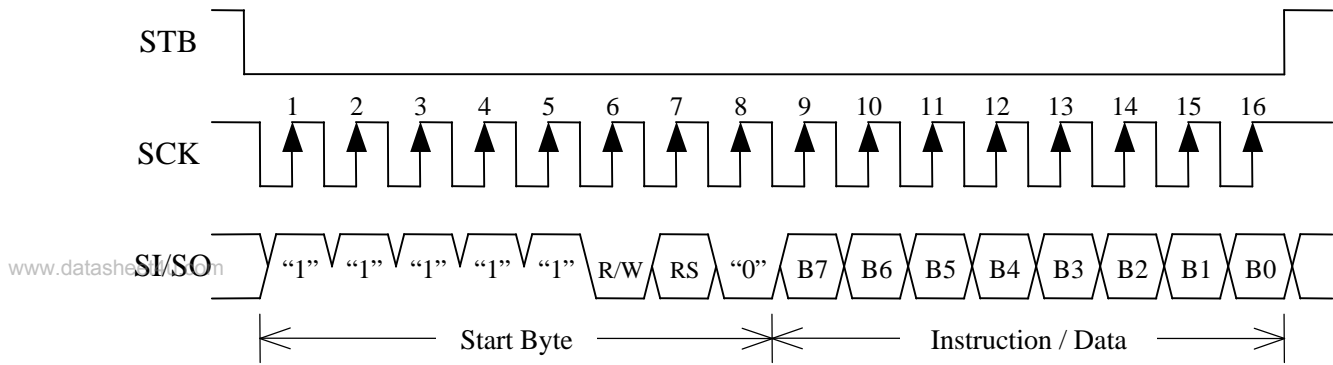 STB
1 2 3 4 5 6 7 8 9 10 11 12 13 14 15 16
SCK
SI/SO “1” “1” “1” “1” “1” R/W RS “0” B7 B6 B5 B4 B3 B2 B1 B0
www.datasheet4u.com
Start Byte Instruction / Data